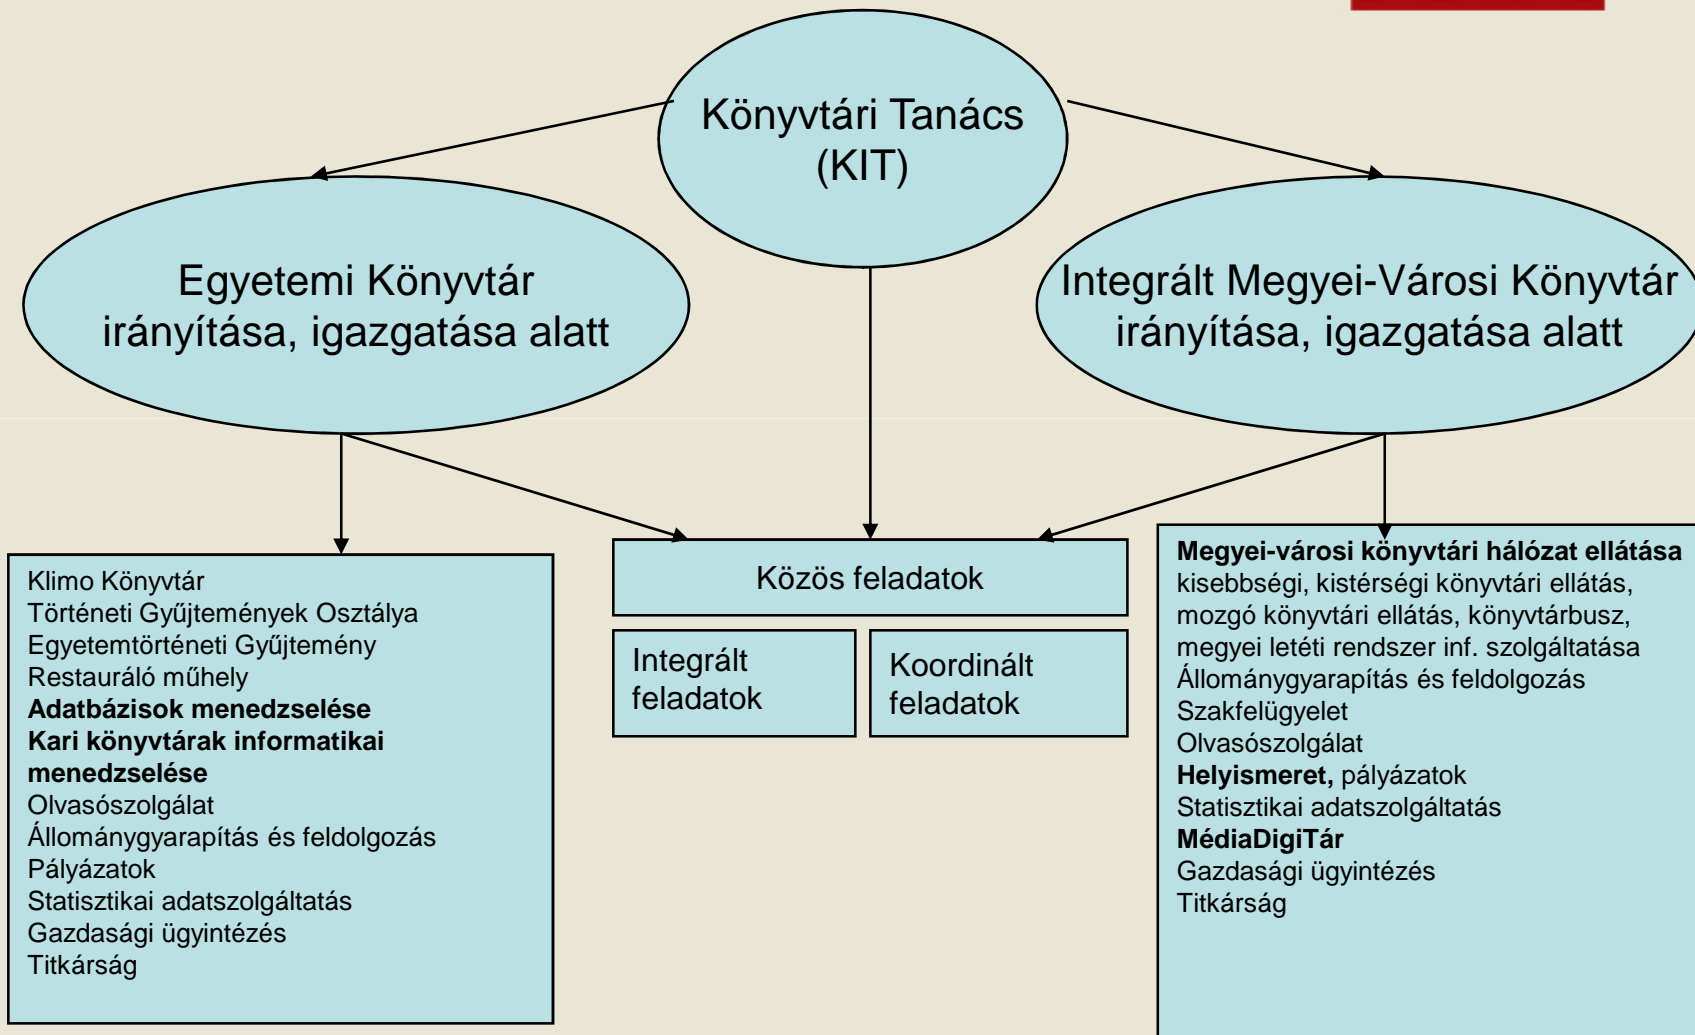 Könyvtári Tanács
(KIT)
Egyetemi Könyvtár
irányítása, igazgatása alatt
Integrált Megyei-Városi Könyvtár
irányítása, igazgatása alatt
Klimo Könyvtár
Történeti Gyűjtemények Osztálya
Egyetemtörténeti Gyűjtemény
Restauráló műhely
Adatbázisok menedzselése
Kari könyvtárak informatikai
menedzselése
Olvasószolgálat
Állománygyarapítás és feldolgozás
Pályázatok
Statisztikai adatszolgáltatás
Gazdasági ügyintézés
Titkárság
Közös feladatok
Integrált
feladatok
Koordinált
feladatok
Megyei-városi könyvtári hálózat ellátása
kisebbségi, kistérségi könyvtári ellátás,
mozgó könyvtári ellátás, könyvtárbusz,
megyei letéti rendszer inf. szolgáltatása
Állománygyarapítás és feldolgozás
Szakfelügyelet
Olvasószolgálat
Helyismeret, pályázatok
Statisztikai adatszolgáltatás
MédiaDigiTár
Gazdasági ügyintézés
Titkárság